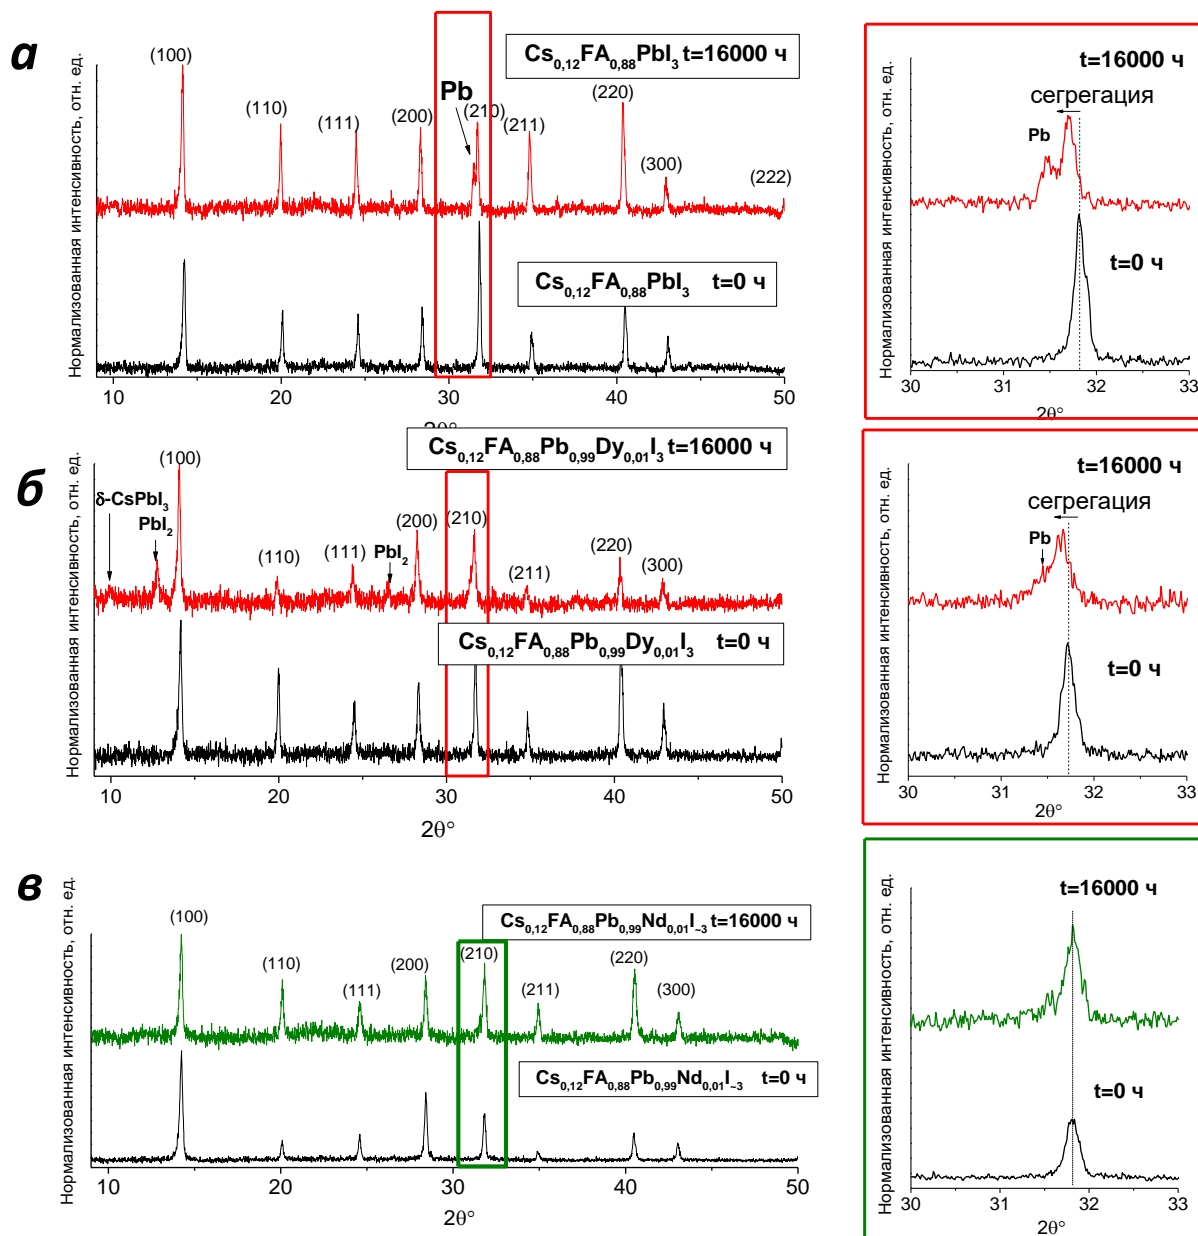 а
Нормализованная интенсивность, отн. ед.
(100)
(110)
(111)
(200)
Pb
(210)
(211)
(220)
(300)
(222)
Cs0,12FA0,88PbI3 t=16000 ч
Cs0,12FA0,88PbI3 t=0 ч
10 20 30 40 50
2θ°
Нормализованная интенсивность, отн. ед.
t=16000 ч
сегрегация
Pb
t=0 ч
30 31 32 33
2θ°
б
Нормализованная интенсивность, отн. ед.
Cs0,12FA0,88Pb0,99Dy0,01I3 t=16000 ч
δ-CsPbI3
PbI2
(100)
(110)
(111)
PbI2
(200)
(210)
(211)
(220)
(300)
Cs0,12FA0,88Pb0,99Dy0,01I3 t=0 ч
10 20 30 40 50
2θ°
Нормализованная интенсивность, отн. ед.
t=16000 ч
сегрегация
Pb
t=0 ч
30 31 32 33
2θ°
в
Нормализованная интенсивность, отн. ед.
Cs0,12FA0,88Pb0,99Nd0,01I~3 t=16000 ч
(100)
(110)
(111)
(200)
(210)
(211)
(220)
(300)
Cs0,12FA0,88Pb0,99Nd0,01I~3 t=0 ч
10 20 30 40 50
2θ°
Нормализованная интенсивность, отн. ед.
t=16000 ч
t=0 ч
30 31 32 33
2θ°